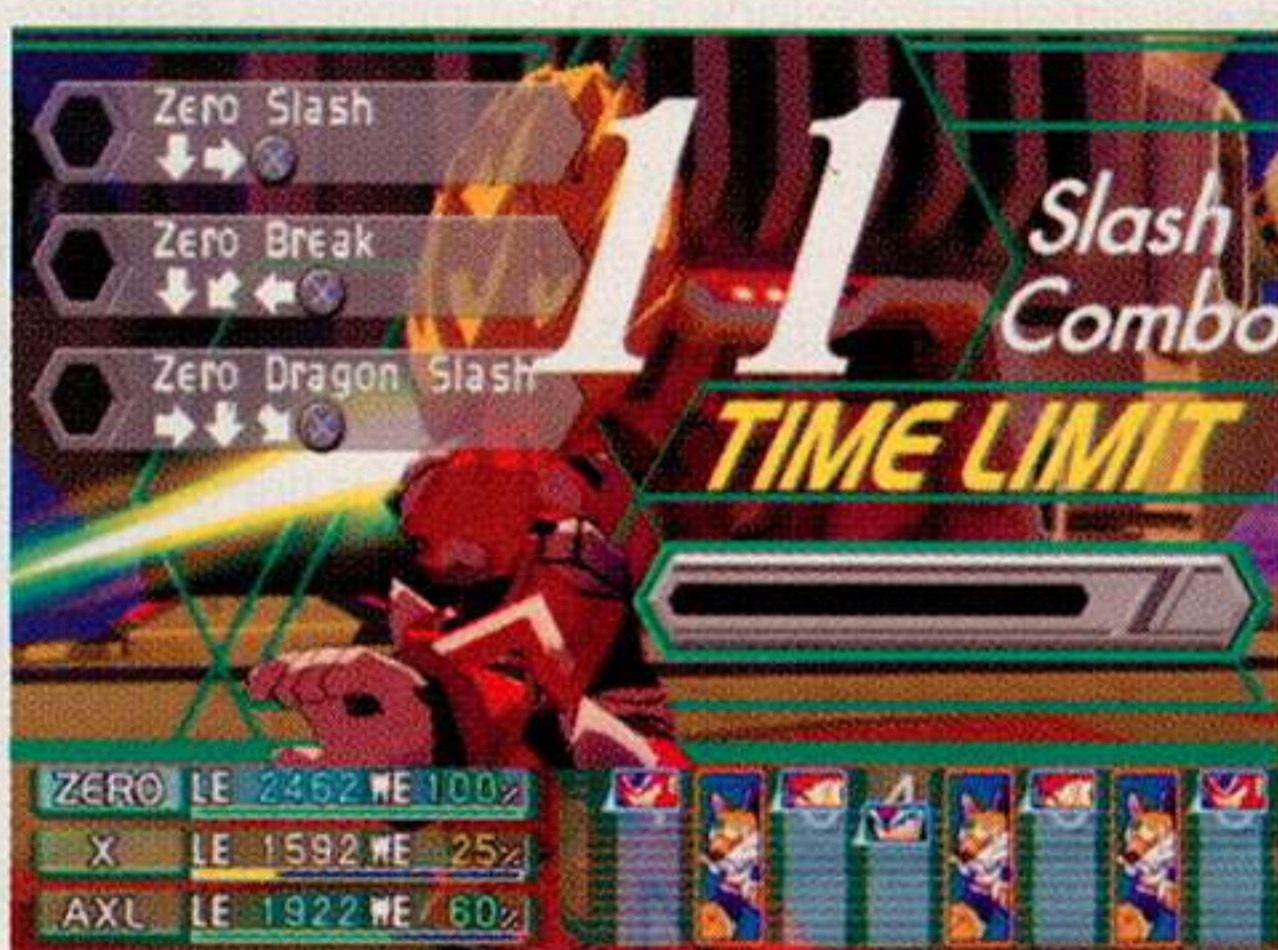 Zero Slash
↓→Ⓧ
Zero Break
↓↙←Ⓧ
Zero Dragon Slash
→↓↘Ⓧ
11
Slash
Combo
TIME LIMIT
ZERO LE 2462 WE 100%
X LE 1592 WE 25%
AXL LE 1922 WE 60%